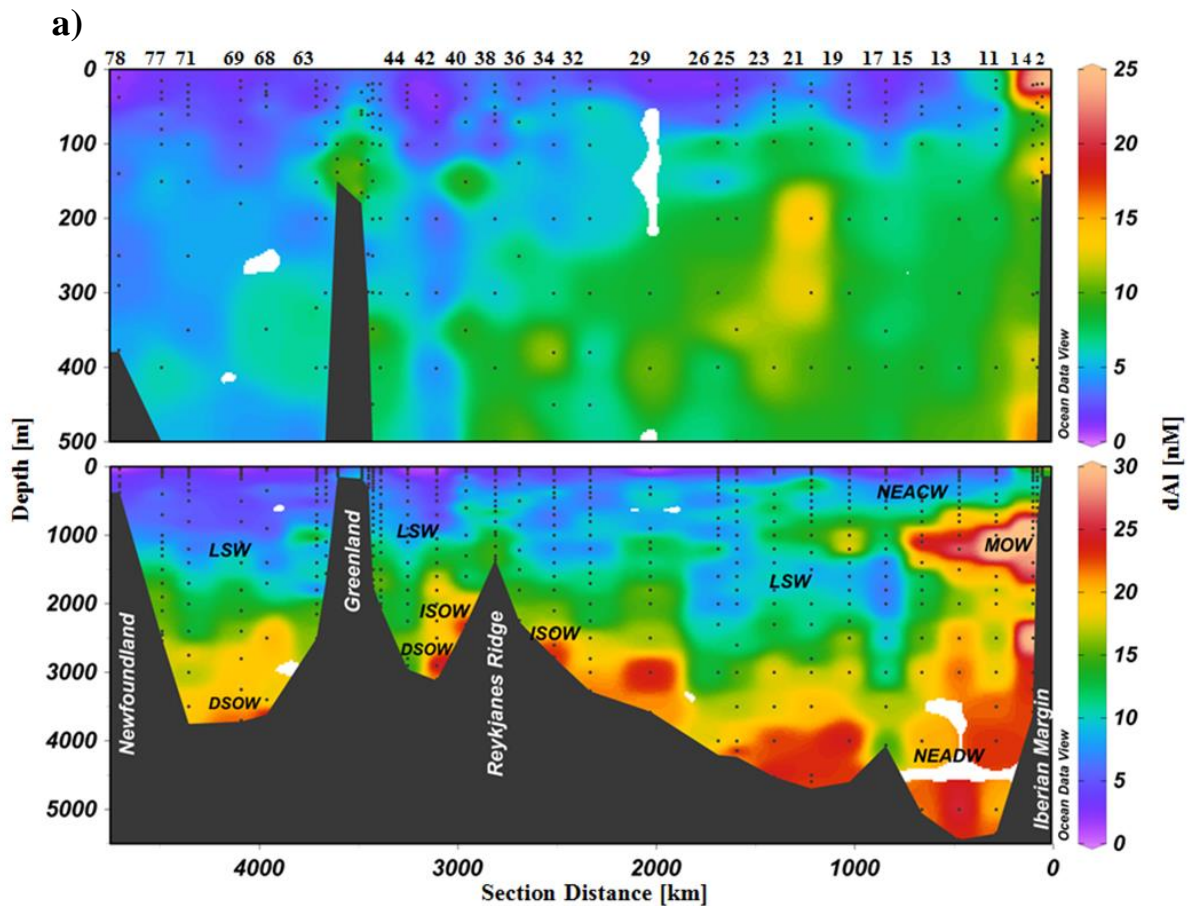 a)
78 77 71 69 68 63 44 42 40 38 36 34 32 29 26 25 23 21 19 17 15 13 11 1 4 2
0
100
200
300
400
500
25
20
15
10
5
0
Ocean Data View
Depth [m]
dAl [nM]
0
1000
2000
3000
4000
5000
30
25
20
15
10
5
0
NEACW
LSW
LSW
MOW
LSW
ISOW
ISOW
DSOW
DSOW
NEADW
Newfoundland
Greenland
Reykjanes Ridge
Iberian Margin
Ocean Data View
4000 3000 2000 1000 0
Section Distance [km]